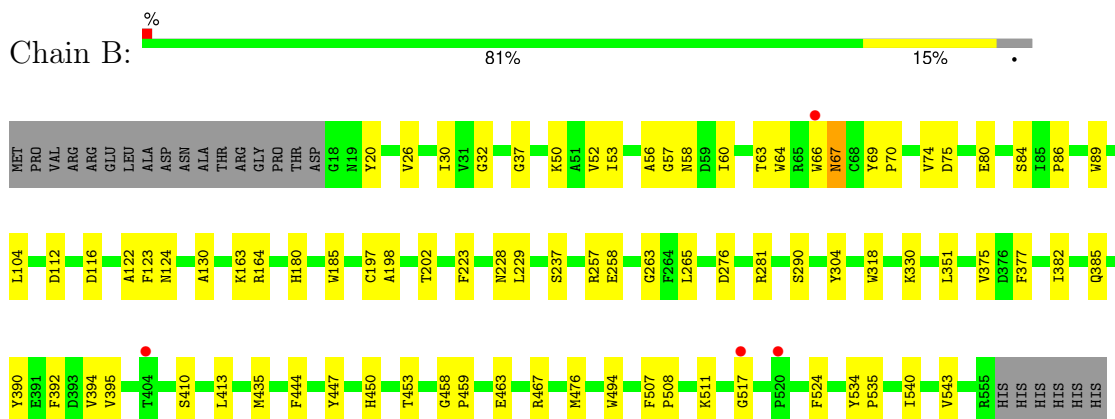 %
Chain B:
81% 15% •
MET PRO VAL ARG ARG GLU LEU ALA ASP ASN ALA THR ARG GLY PRO THR ASP G18 N19 Y20 V26 I30 V31 G32 G37 K50 A51 V52 I53 A56 G57 N58 D59 I60 T63 W64 R65 W66 N67 C68 Y69 P70 V74 D75 E80 S84 I85 P86 W89
L104 D112 D116 A122 F123 N124 A130 K163 R164 H180 W185 C197 A198 T202 F223 N228 L229 S237 R257 E258 G263 F264 L265 D276 R281 S290 Y304 W318 K330 L351 V375 D376 F377 I382 Q385
Y390 E391 F392 D393 V394 V395 T404 S410 L413 M435 F444 Y447 H450 T453 G458 P459 E463 R467 M476 W494 F507 P508 K511 G517 P520 F524 Y534 P535 I540 V543 R555 HIS HIS HIS HIS HIS HIS